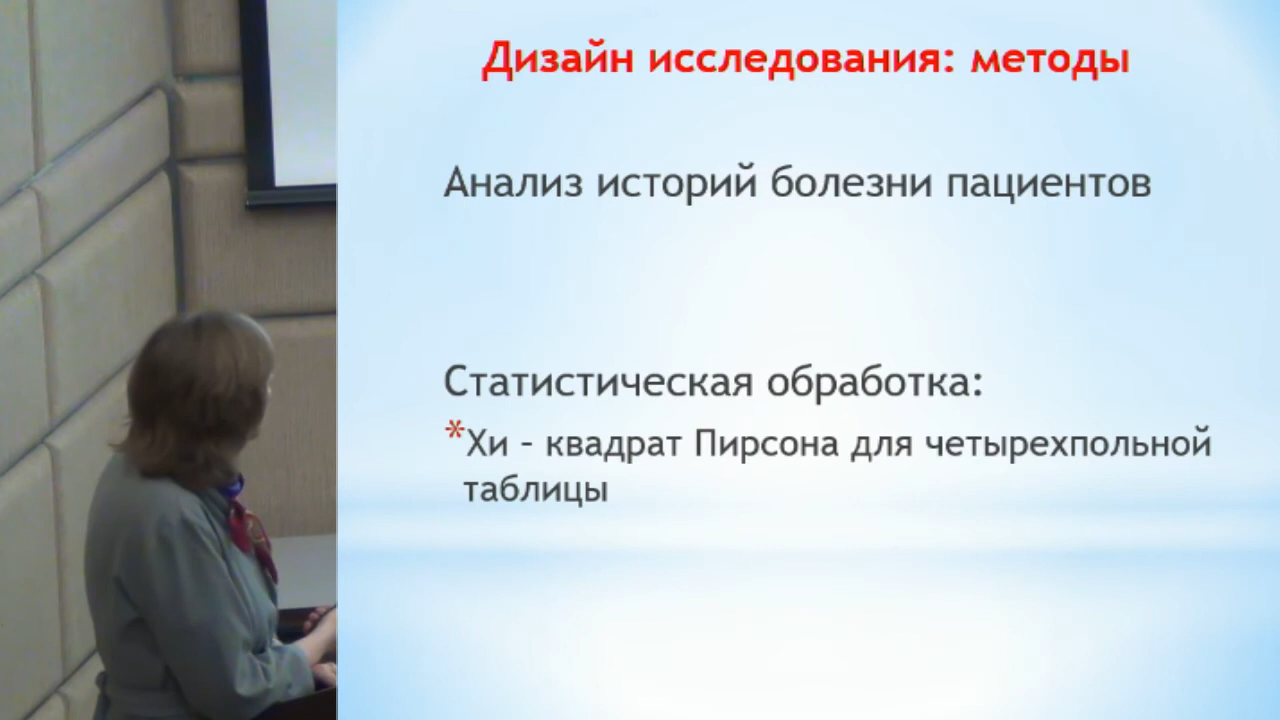 Дизайн исследования: методы
Анализ историй болезни пациентов
Статистическая обработка:
*Хи – квадрат Пирсона для четырехпольной
таблицы